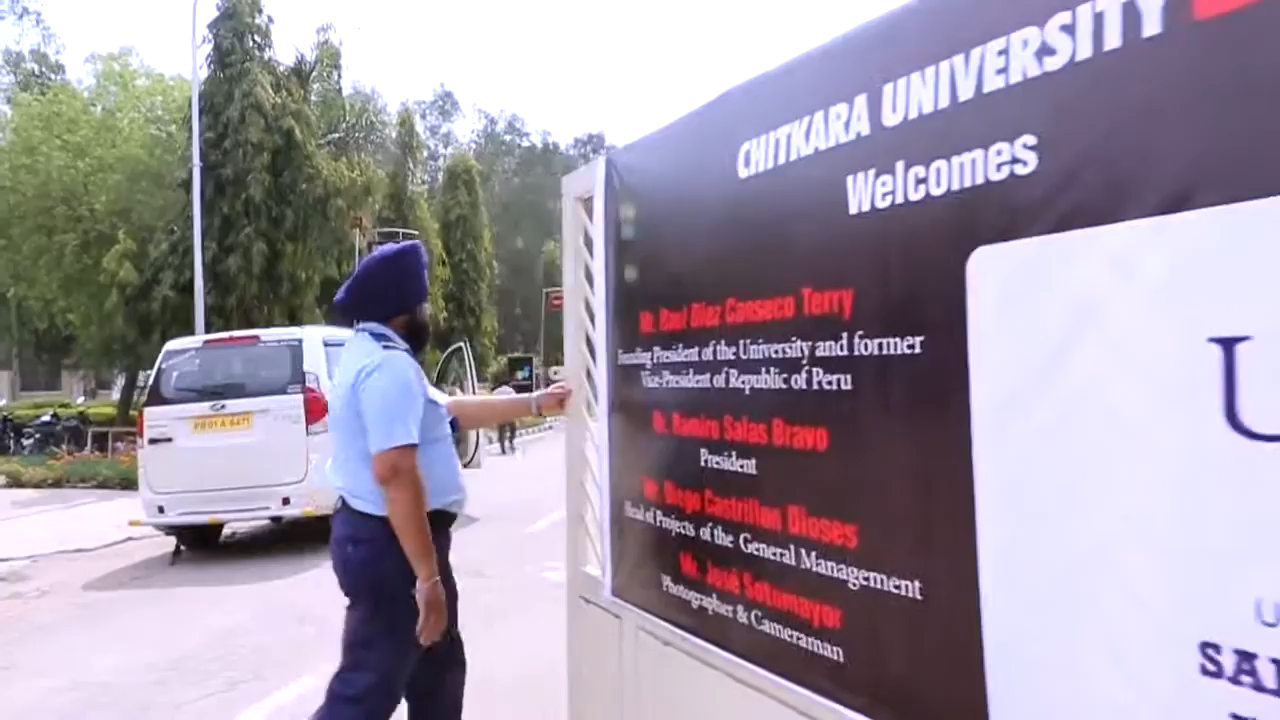 CHITKARA UNIVERSITY
Welcomes
Mr. Raul Diez Canseco Terry
Founding President of the University and former
Vice-President of Republic of Peru
Dr. Ramiro Salas Bravo
President
Mr. Diego Castrillon Dioses
Head of Projects of the General Management
Mr. José Sotomayor
Photographer & Cameraman
U
U
SAL
PB01A 6471